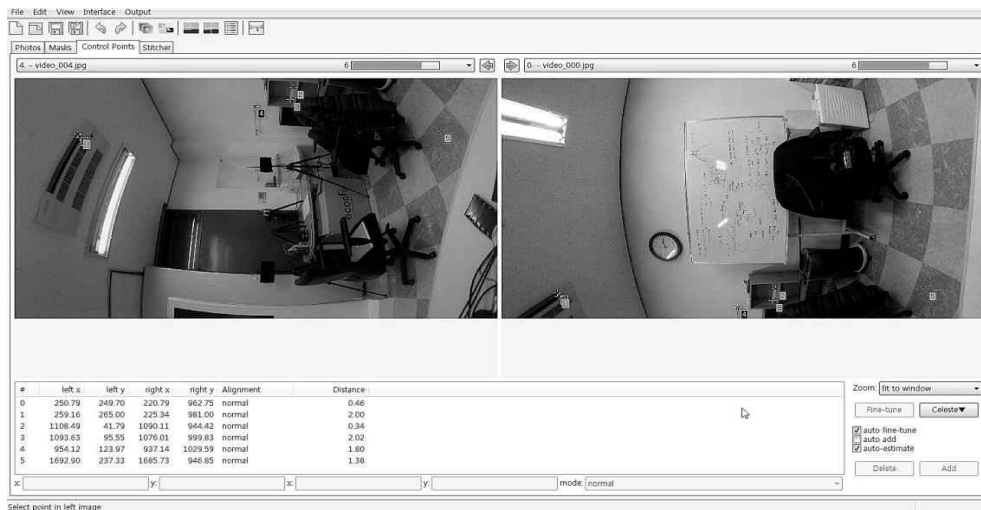 File Edit View Interface Output
Photos Masks Control Points Stitcher
4. - video_004.jpg 6
0. - video_000.jpg 6
4
4
# left x left y right x right y Alignment Distance
0 250.79 249.70 220.79 962.75 normal 0.46
1 259.16 265.00 225.34 981.00 normal 2.00
2 1108.49 41.79 1090.11 944.42 normal 0.34
3 1093.63 95.55 1076.01 999.83 normal 2.02
4 954.12 123.97 937.14 1029.59 normal 1.80
5 1692.90 237.33 1685.73 946.85 normal 1.38
Zoom: fit to window
Fine-tune Celeste
auto fine-tune
auto add
auto-estimate
Delete Add
x: y: x: y: mode: normal
Select point in left image